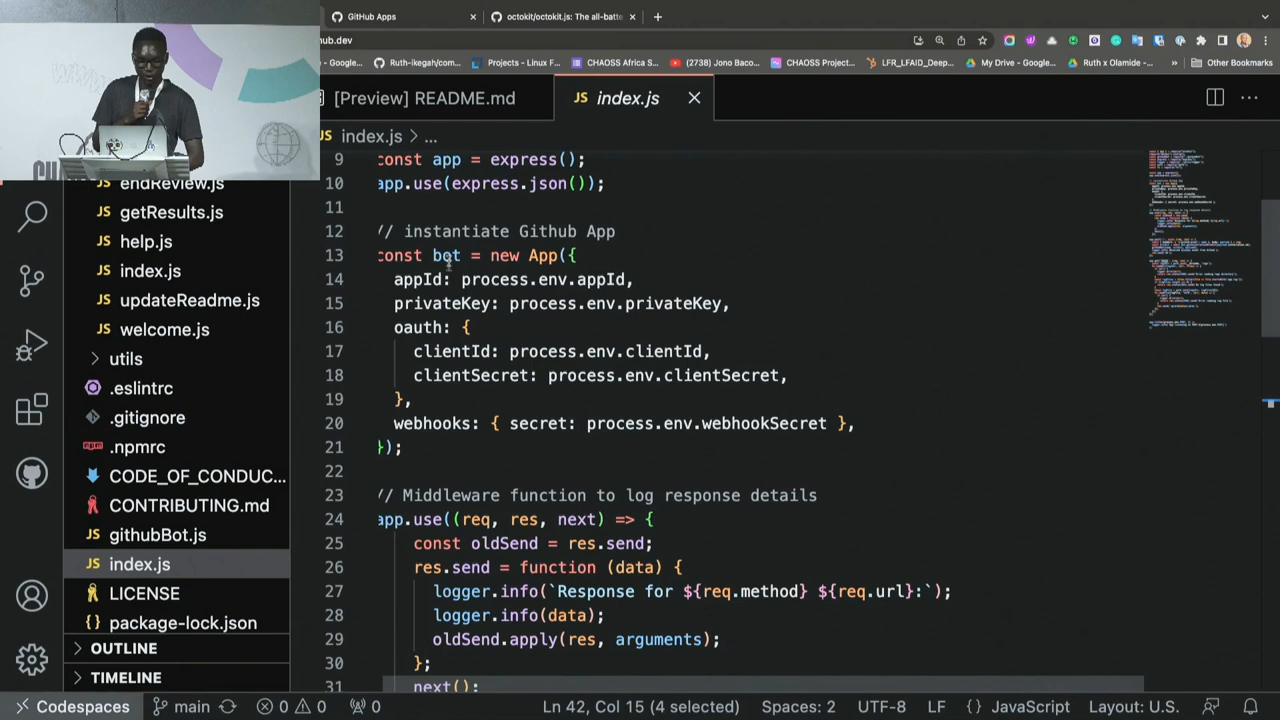 GitHub Apps
octokit/octokit.js: The all-batte
hub.dev
- Google...
Ruth-ikegah/com...
Projects - Linux F...
CHAOSS Africa S...
(2738) Jono Baco...
CHAOSS Project...
LFR_LFAID_Deep...
My Drive - Google...
Ruth x Olamide -...
Other Bookmarks
[Preview] README.md
JS index.js
JS index.js > ...
endReview.js
JS getResults.js
JS help.js
JS index.js
JS updateReadme.js
JS welcome.js
utils
.eslintrc
.gitignore
.npmrc
CODE_OF_CONDUC...
CONTRIBUTING.md
JS githubBot.js
JS index.js
LICENSE
{} package-lock.json
OUTLINE
TIMELINE
9 const app = express();
10 app.use(express.json());
11
12 // instantiate Github App
13 const bot = new App({
14 appId: process.env.appId,
15 privateKey: process.env.privateKey,
16 oauth: {
17 clientId: process.env.clientId,
18 clientSecret: process.env.clientSecret,
19 },
20 webhooks: { secret: process.env.webhookSecret },
21 });
22
23 // Middleware function to log response details
24 app.use((req, res, next) => {
25 const oldSend = res.send;
26 res.send = function (data) {
27 logger.info(`Response for ${req.method} ${req.url}:`);
28 logger.info(data);
29 oldSend.apply(res, arguments);
30 };
31 next();
Codespaces
main
0 0
0
Ln 42, Col 15 (4 selected)
Spaces: 2
UTF-8
LF
{} JavaScript
Layout: U.S.